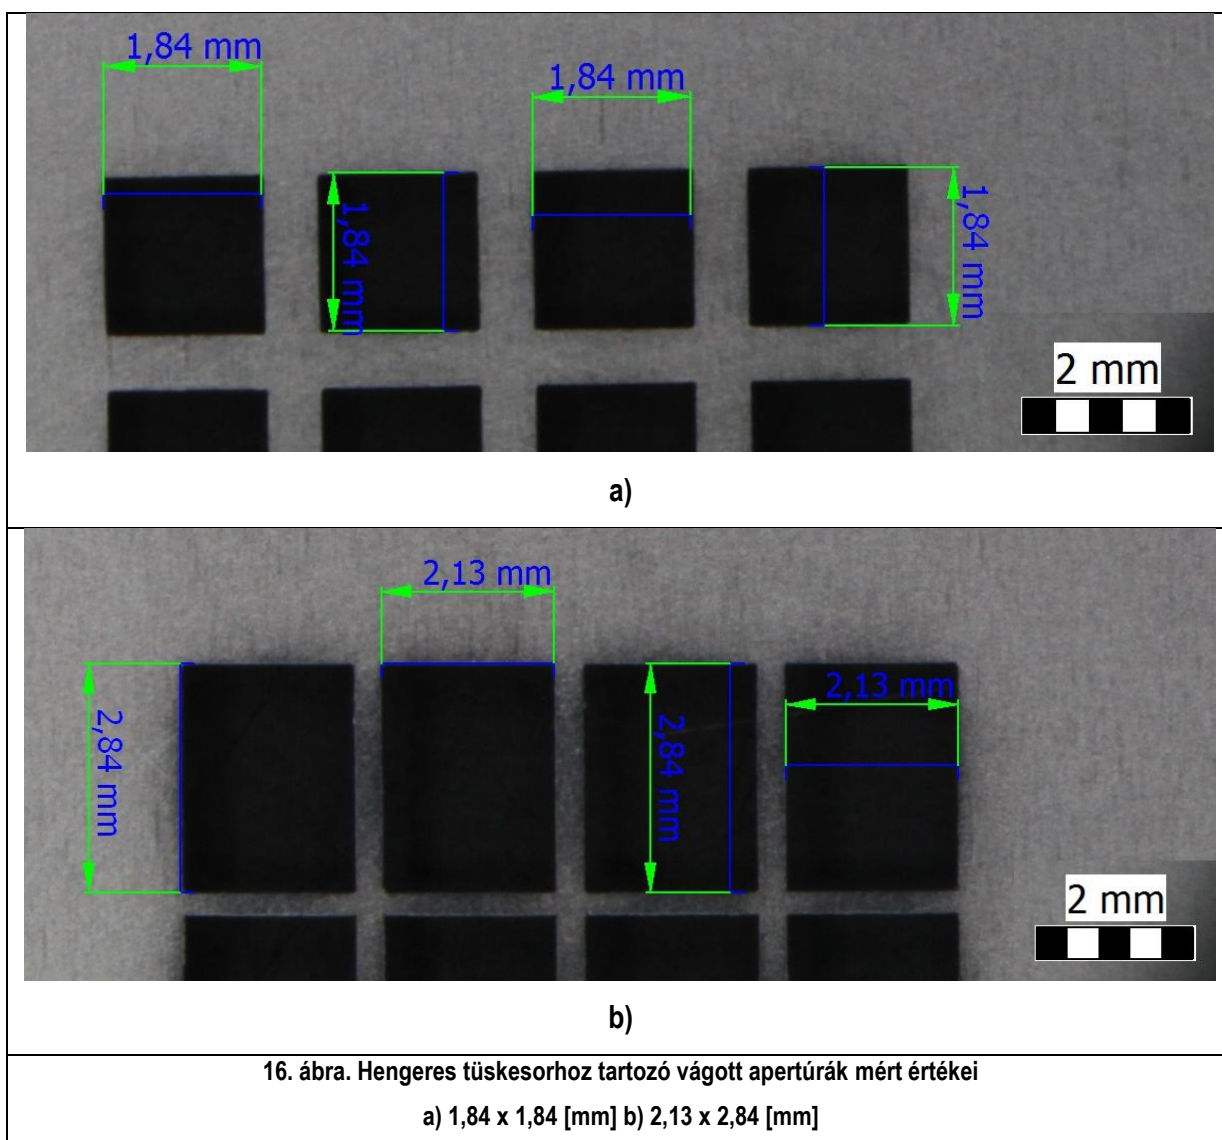 1,84 mm
1,84 mm
1,84 mm
1,84 mm
2 mm
a)
2,13 mm
2,84 mm
2,84 mm
2,13 mm
2 mm
b)
16. ábra. Hengeres tüskesorhoz tartozó vágott apertúrák mért értékei
a) 1,84 x 1,84 [mm] b) 2,13 x 2,84 [mm]